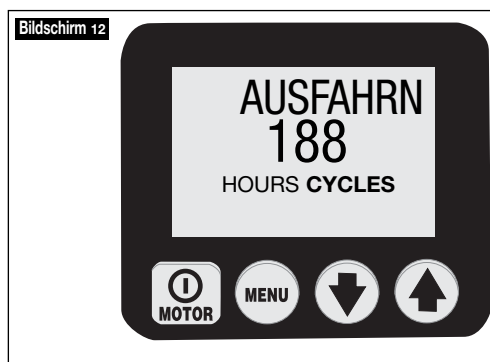 Bildschirm 12
AUSFAHRN
188
HOURS CYCLES
MOTOR MENU